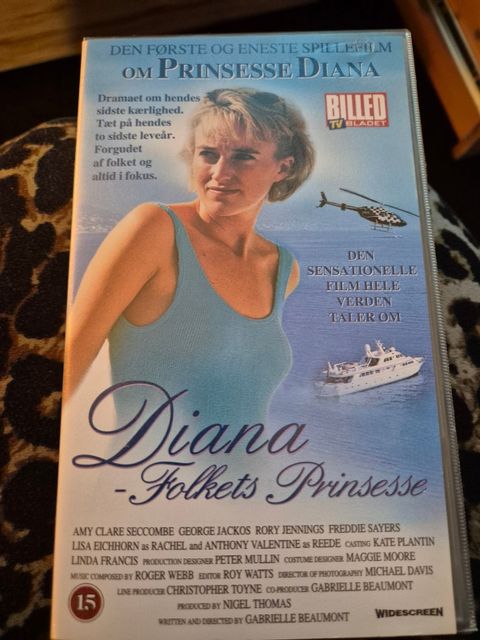 DEN FØRSTE OG ENESTE SPILLEFILM
OM PRINSESSE DIANA
Dramaet om hendes
sidste kærlighed.
Tæt på hendes
to sidste leveår.
Forgudet
af folket og
altid i fokus.
BILLED
TV BLADET
DEN
SENSATIONELLE
FILM HELE
VERDEN
TALER OM
Diana
- Folkets Prinsesse
AMY CLARE SECCOMBE GEORGE JACKOS RORY JENNINGS FREDDIE SAYERS
LISA EICHHORN as RACHEL and ANTHONY VALENTINE as REEDE CASTING KATE PLANTIN
LINDA FRANCIS PRODUCTION DESIGNER PETER MULLIN COSTUME DESIGNER MAGGIE MOORE
MUSIC COMPOSED BY ROGER WEBB EDITOR ROY WATTS DIRECTOR OF PHOTOGRAPHY MICHAEL DAVIS
LINE PRODUCER CHRISTOPHER TOYNE CO-PRODUCER GABRIELLE BEAUMONT
PRODUCED BY NIGEL THOMAS
WRITTEN AND DIRECTED BY GABRIELLE BEAUMONT
15
WIDESCREEN